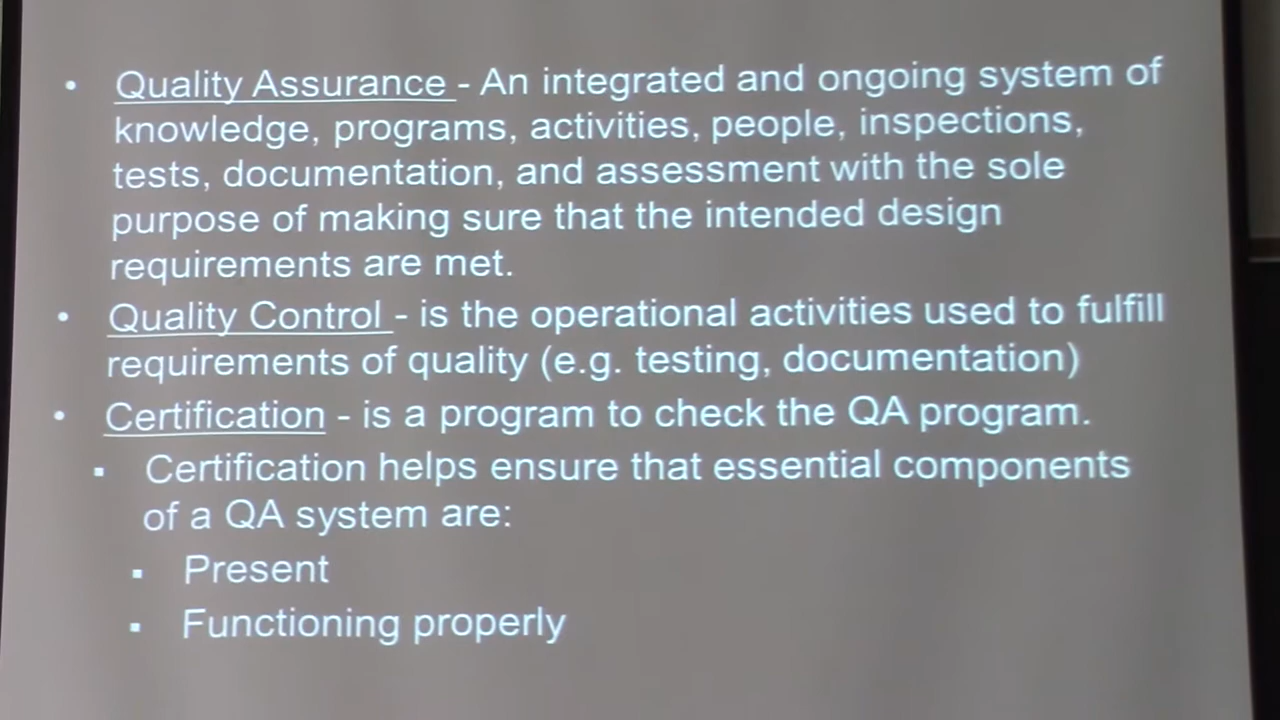 • Quality Assurance - An integrated and ongoing system of
knowledge, programs, activities, people, inspections,
tests, documentation, and assessment with the sole
purpose of making sure that the intended design
requirements are met.
• Quality Control - is the operational activities used to fulfill
requirements of quality (e.g. testing, documentation)
• Certification - is a program to check the QA program.
▪ Certification helps ensure that essential components
of a QA system are:
▪ Present
▪ Functioning properly